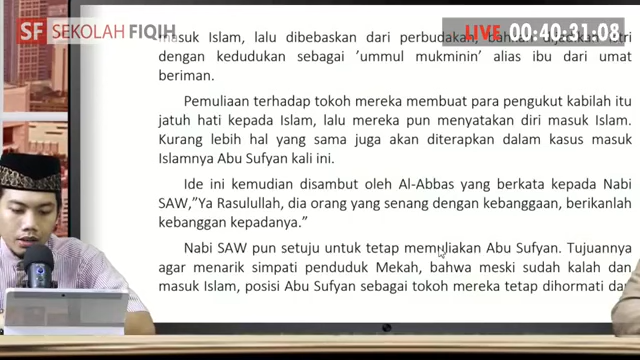 SF SEKOLAH FIQIH
LIVE 00:40:31:08
masuk Islam, lalu dibebaskan dari perbudakan,
dengan kedudukan sebagai 'ummul mukminin' alias ibu dari umat
beriman.
Pemuliaan terhadap tokoh mereka membuat para pengukut kabilah itu
jatuh hati kepada Islam, lalu mereka pun menyatakan diri masuk Islam.
Kurang lebih hal yang sama juga akan diterapkan dalam kasus masuk
Islamnya Abu Sufyan kali ini.
Ide ini kemudian disambut oleh Al-Abbas yang berkata kepada Nabi
SAW,"Ya Rasulullah, dia orang yang senang dengan kebanggaan, berikanlah
kebanggan kepadanya."
Nabi SAW pun setuju untuk tetap memuliakan Abu Sufyan. Tujuannya
agar menarik simpati penduduk Mekah, bahwa meski sudah kalah dan
masuk Islam, posisi Abu Sufyan sebagai tokoh mereka tetap dihormati